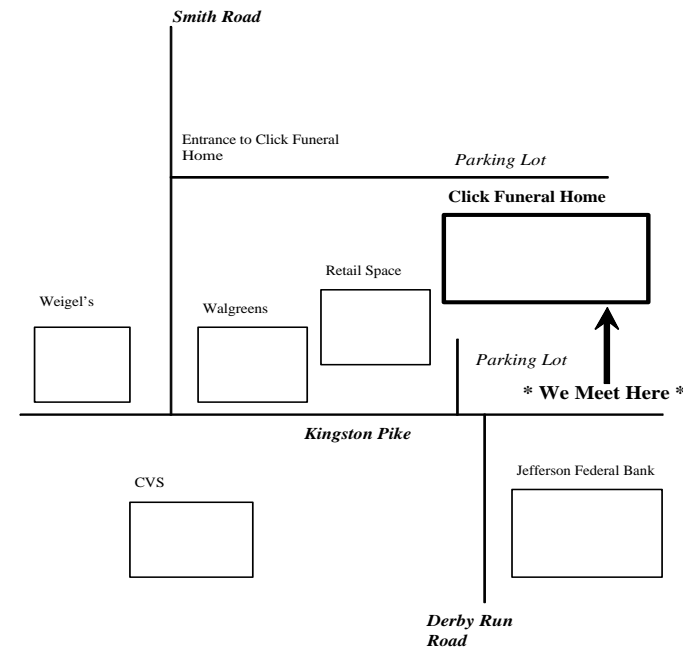 Smith Road
Entrance to Click Funeral
Home
Parking Lot
Click Funeral Home
Retail Space
Weigel's
Walgreens
Parking Lot
* We Meet Here *
Kingston Pike
Jefferson Federal Bank
CVS
Derby Run
Road